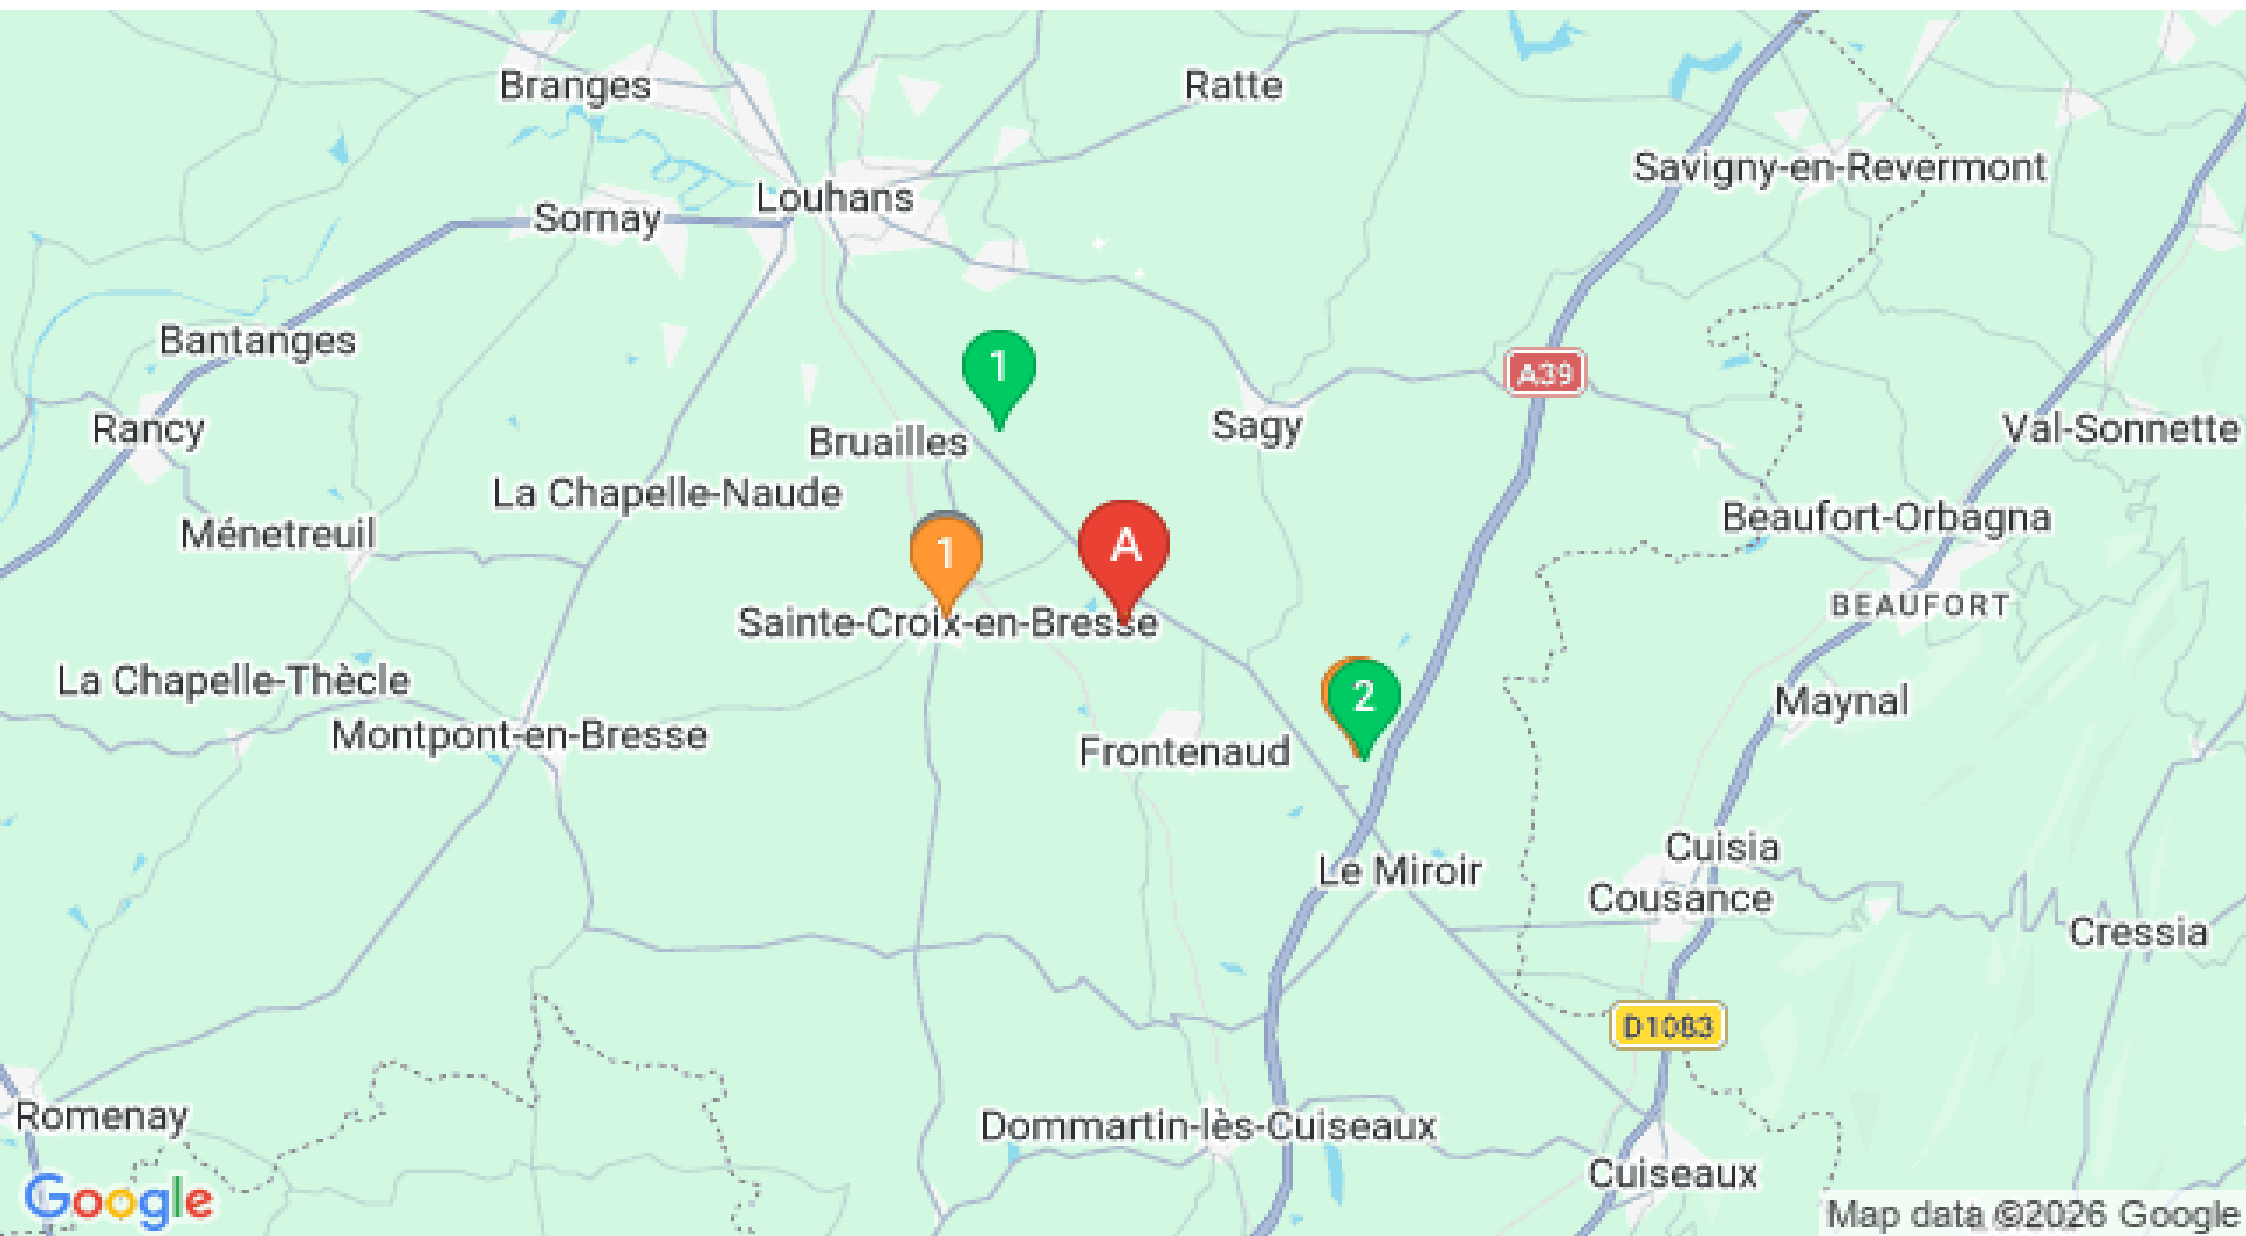 Branges
Ratte
Savigny-en-Revermont
Louhans
Sornay
Bantanges
1
A39
Rancy
Bruailles
Sagy
Val-Sonnette
La Chapelle-Naude
Ménetreuil
Beaufort-Orbagna
1
A
BEAUFORT
Sainte-Croix-en-Bresse
La Chapelle-Thècle
2
Maynal
Montpont-en-Bresse
Frontenaud
Cuisia
Le Miroir
Cousance
Cressia
D1083
Romenay
Dommartin-lès-Cuiseaux
Cuiseaux
Google
Map data ©2026 Google